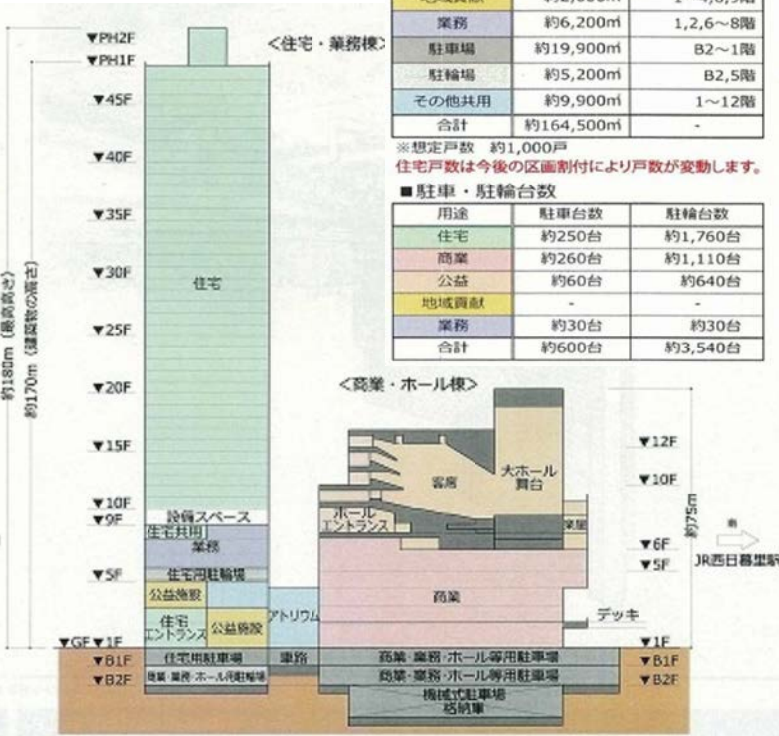 業務 約6,200㎡ 1,2,6～8階
駐車場 約19,900㎡ B2～1階
駐輪場 約5,200㎡ B2,5階
その他共用 約9,900㎡ 1～12階
合計 約164,500㎡ -
※想定戸数 約1,000戸
住宅戸数は今後の区画割付により戸数が変動します。
■駐車・駐輪台数
用途 駐車台数 駐輪台数
住宅 約250台 約1,760台
商業 約260台 約1,110台
公益 約60台 約640台
地域貢献 - -
業務 約30台 約30台
合計 約600台 約3,540台
<住宅・業務棟>
▼PH2F
▼PH1F
▼45F
▼40F
▼35F
▼30F
▼25F
▼20F
▼15F
▼10F
▼9F
▼5F
▼GF▼1F
▼B1F
▼B2F
約180m（最高高さ）
約170m（建築物の高さ）
住宅
設備スペース
住宅共用
業務
住宅用駐輪場
公益施設
住宅
エントランス
公益施設
アトリウム
住宅用駐車場
車路
商業・業務・ホール用駐輪場
<商業・ホール棟>
大ホール
舞台
客席
ホール
エントランス
楽屋
商業
デッキ
商業・業務・ホール等用駐車場
商業・業務・ホール等用駐車場
機械式駐車場
格納庫
▼12F
▼10F
▼6F
▼5F
▼1F
▼B1F
▼B2F
約75m
JR西日暮里駅